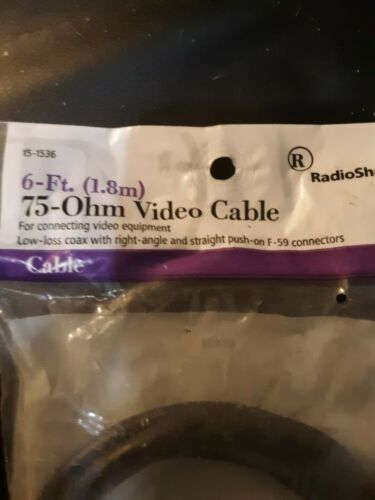 15-1536
6-Ft. (1.8m)
75-Ohm Video Cable
For connecting video equipment
Low-loss coax with right-angle and straight push-on F-59 connectors
Cable
R
RadioSh